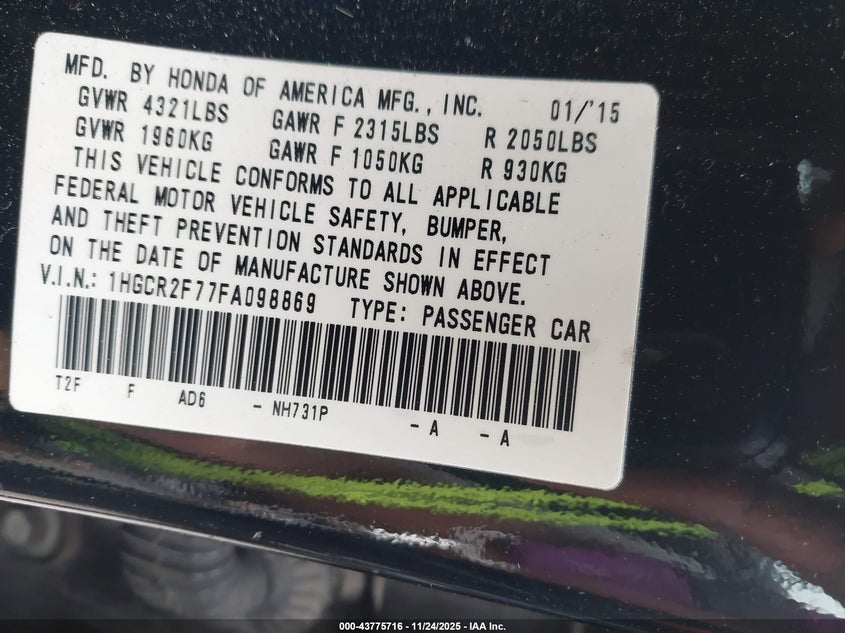 MFD. BY HONDA OF AMERICA MFG., INC. 01/'15
GVWR 4321LBS GAWR F 2315LBS R 2050LBS
GVWR 1960KG GAWR F 1050KG R 930KG
THIS VEHICLE CONFORMS TO ALL APPLICABLE
FEDERAL MOTOR VEHICLE SAFETY, BUMPER,
AND THEFT PREVENTION STANDARDS IN EFFECT
ON THE DATE OF MANUFACTURE SHOWN ABOVE.
V.I.N.: 1HGCR2F77FA098869 TYPE: PASSENGER CAR
T2F F AD6 - NH731P - A - A
000-43775716 - 11/24/2025 - IAA Inc.